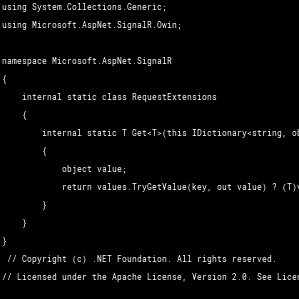 using System.Collections.Generic;
using Microsoft.AspNet.SignalR.Owin;
namespace Microsoft.AspNet.SignalR
{
internal static class RequestExtensions
{
internal static T Get<T>(this IDictionary<string,
{
object value;
return values.TryGetValue(key, out value) ? (T)
}
}
}
// Copyright (c) .NET Foundation. All rights reserved.
// Licensed under the Apache License, Version 2.0. See